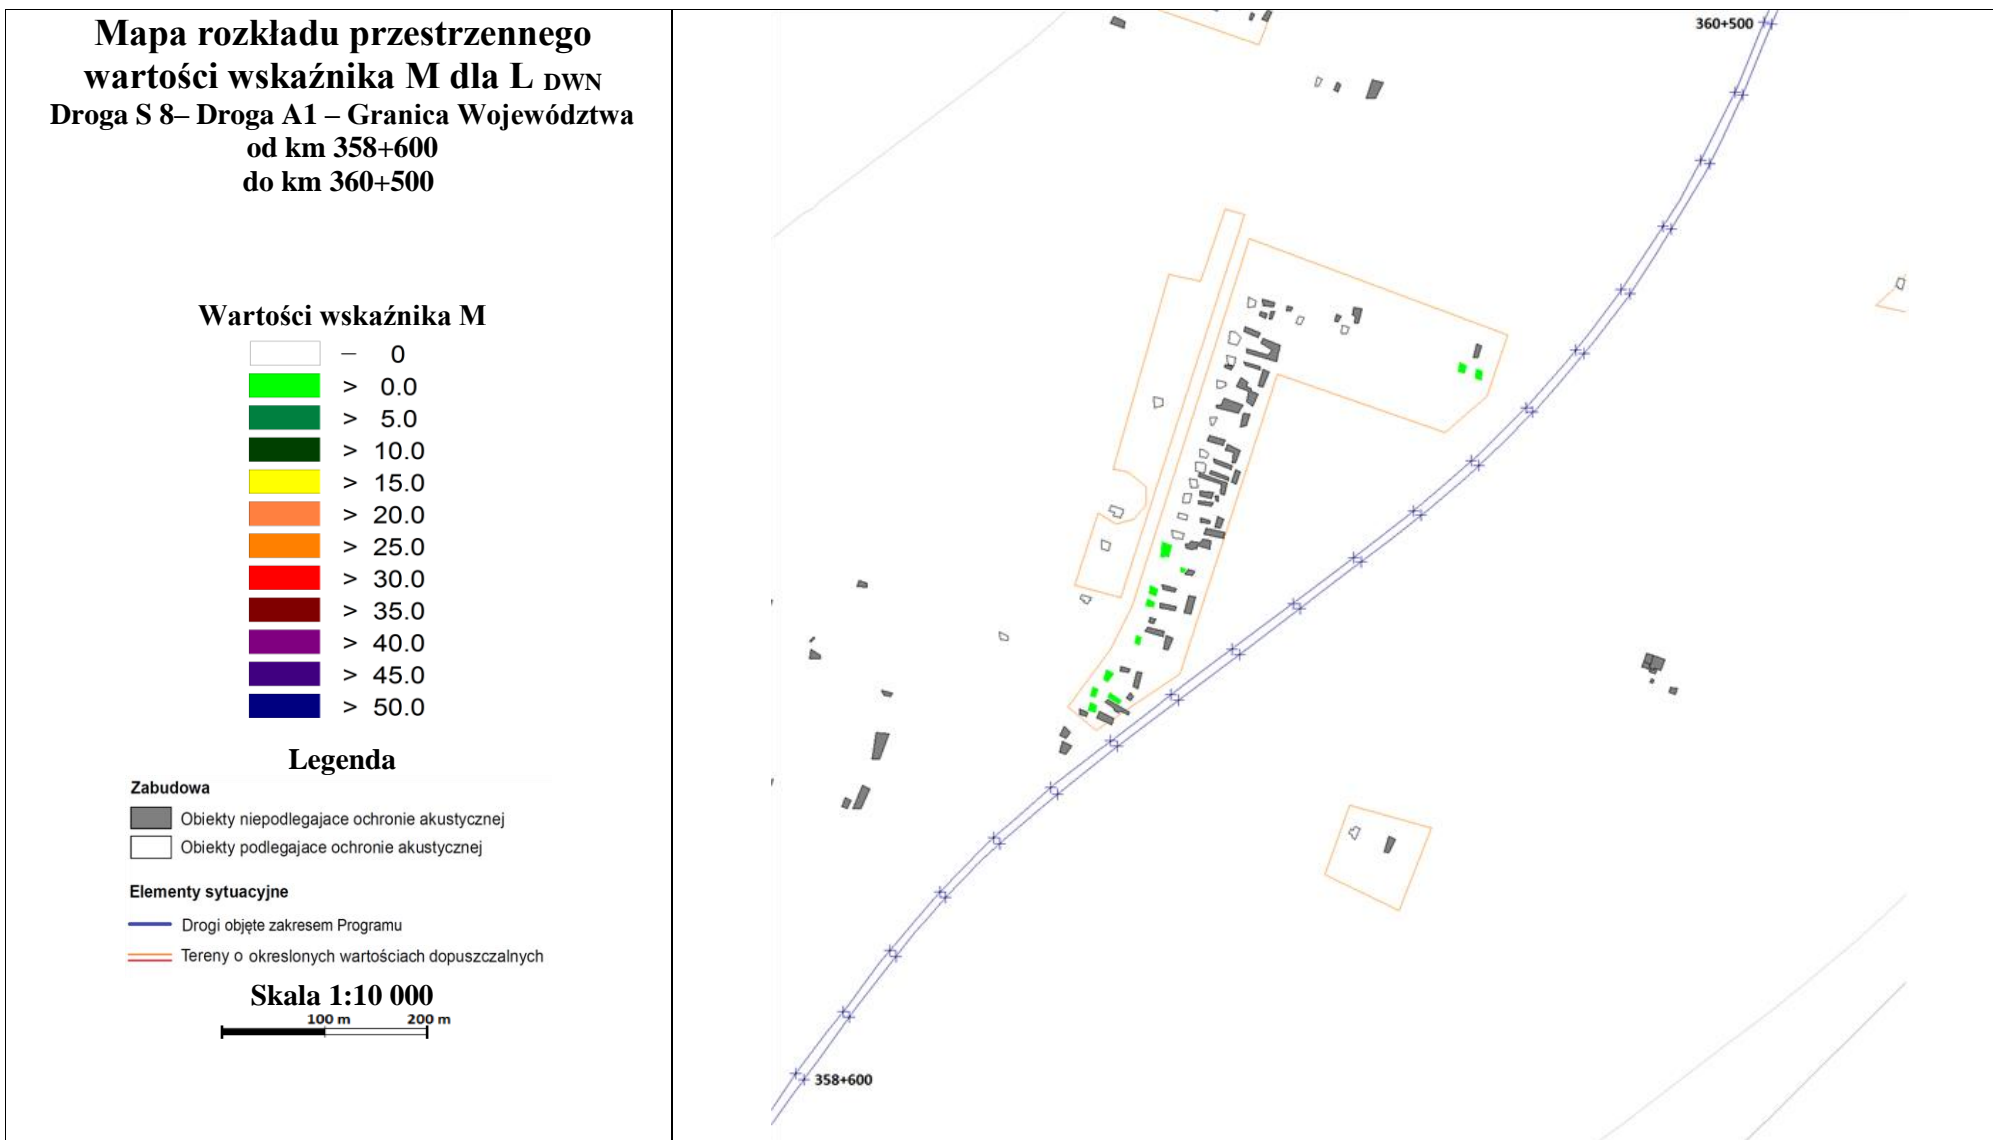 Mapa rozkładu przestrzennego
wartości wskaźnika M dla L DWN
Droga S 8– Droga A1 – Granica Województwa
od km 358+600
do km 360+500
Wartości wskaźnika M
– 0
> 0.0
> 5.0
> 10.0
> 15.0
> 20.0
> 25.0
> 30.0
> 35.0
> 40.0
> 45.0
> 50.0
Legenda
Zabudowa
Obiekty niepodlegajace ochronie akustycznej
Obiekty podlegajace ochronie akustycznej
Elementy sytuacyjne
Drogi objęte zakresem Programu
Tereny o okreslonych wartościach dopuszczalnych
Skala 1:10 000
100 m 200 m
360+500
358+600